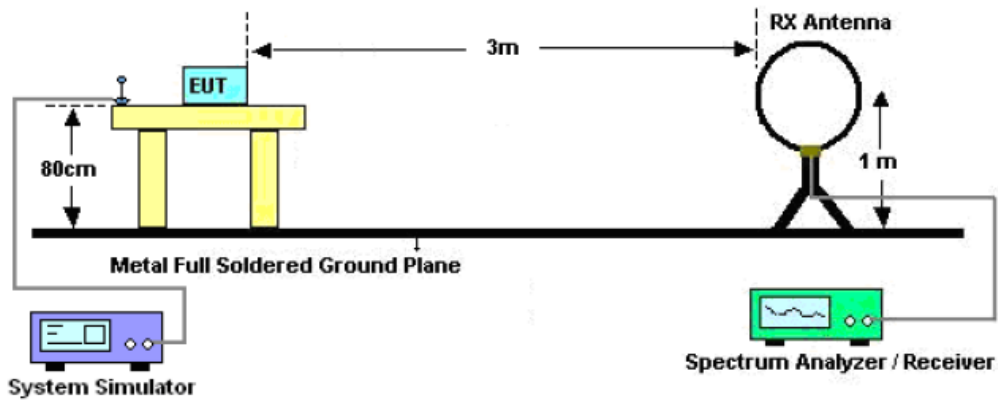 RX Antenna
3m
EUT
80cm
1 m
Metal Full Soldered Ground Plane
Spectrum Analyzer / Receiver
System Simulator